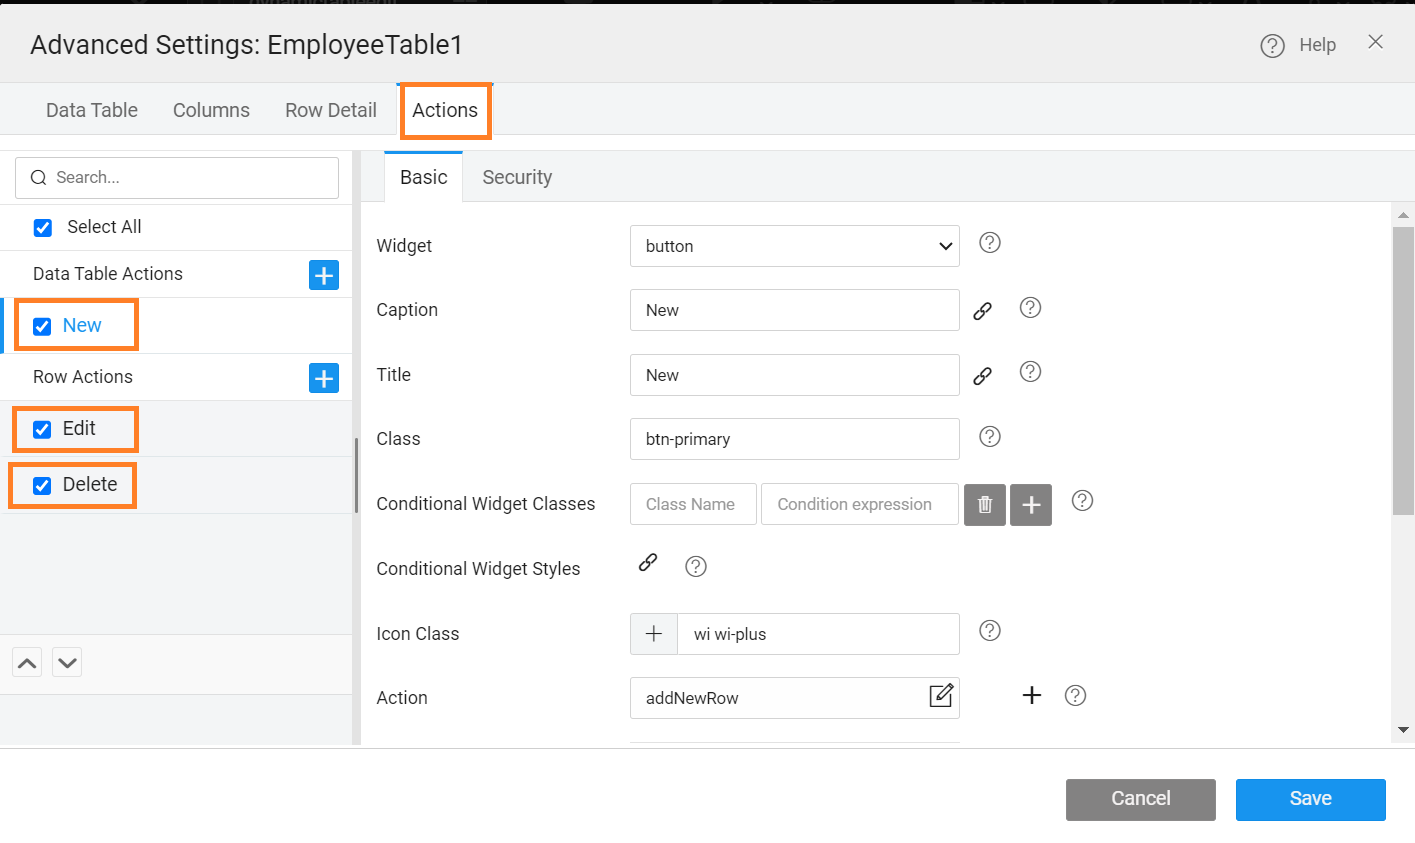 Advanced Settings: EmployeeTable1
Help
Data Table Columns Row Detail Actions
Search...
Select All
Data Table Actions
New
Row Actions
Edit
Delete
Basic Security
Widget button
Caption New
Title New
Class btn-primary
Conditional Widget Classes Class Name Condition expression
Conditional Widget Styles
Icon Class wi wi-plus
Action addNewRow
Cancel Save